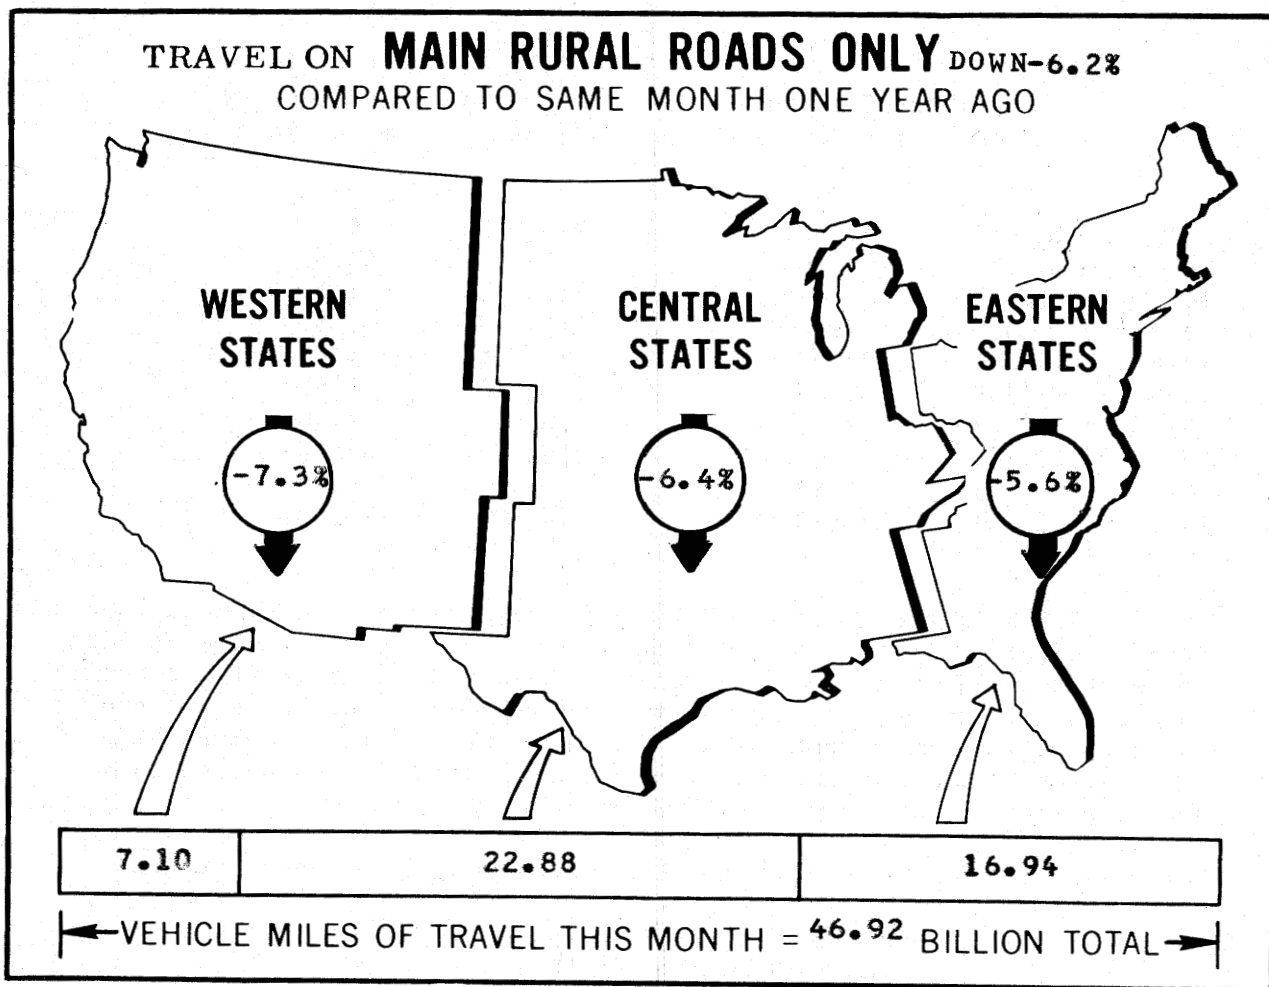 TRAVEL ON MAIN RURAL ROADS ONLY DOWN-6.2%
COMPARED TO SAME MONTH ONE YEAR AGO
WESTERN
STATES
-7.3%
CENTRAL
STATES
-6.4%
EASTERN
STATES
-5.6%
7.10
22.88
16.94
VEHICLE MILES OF TRAVEL THIS MONTH = 46.92 BILLION TOTAL